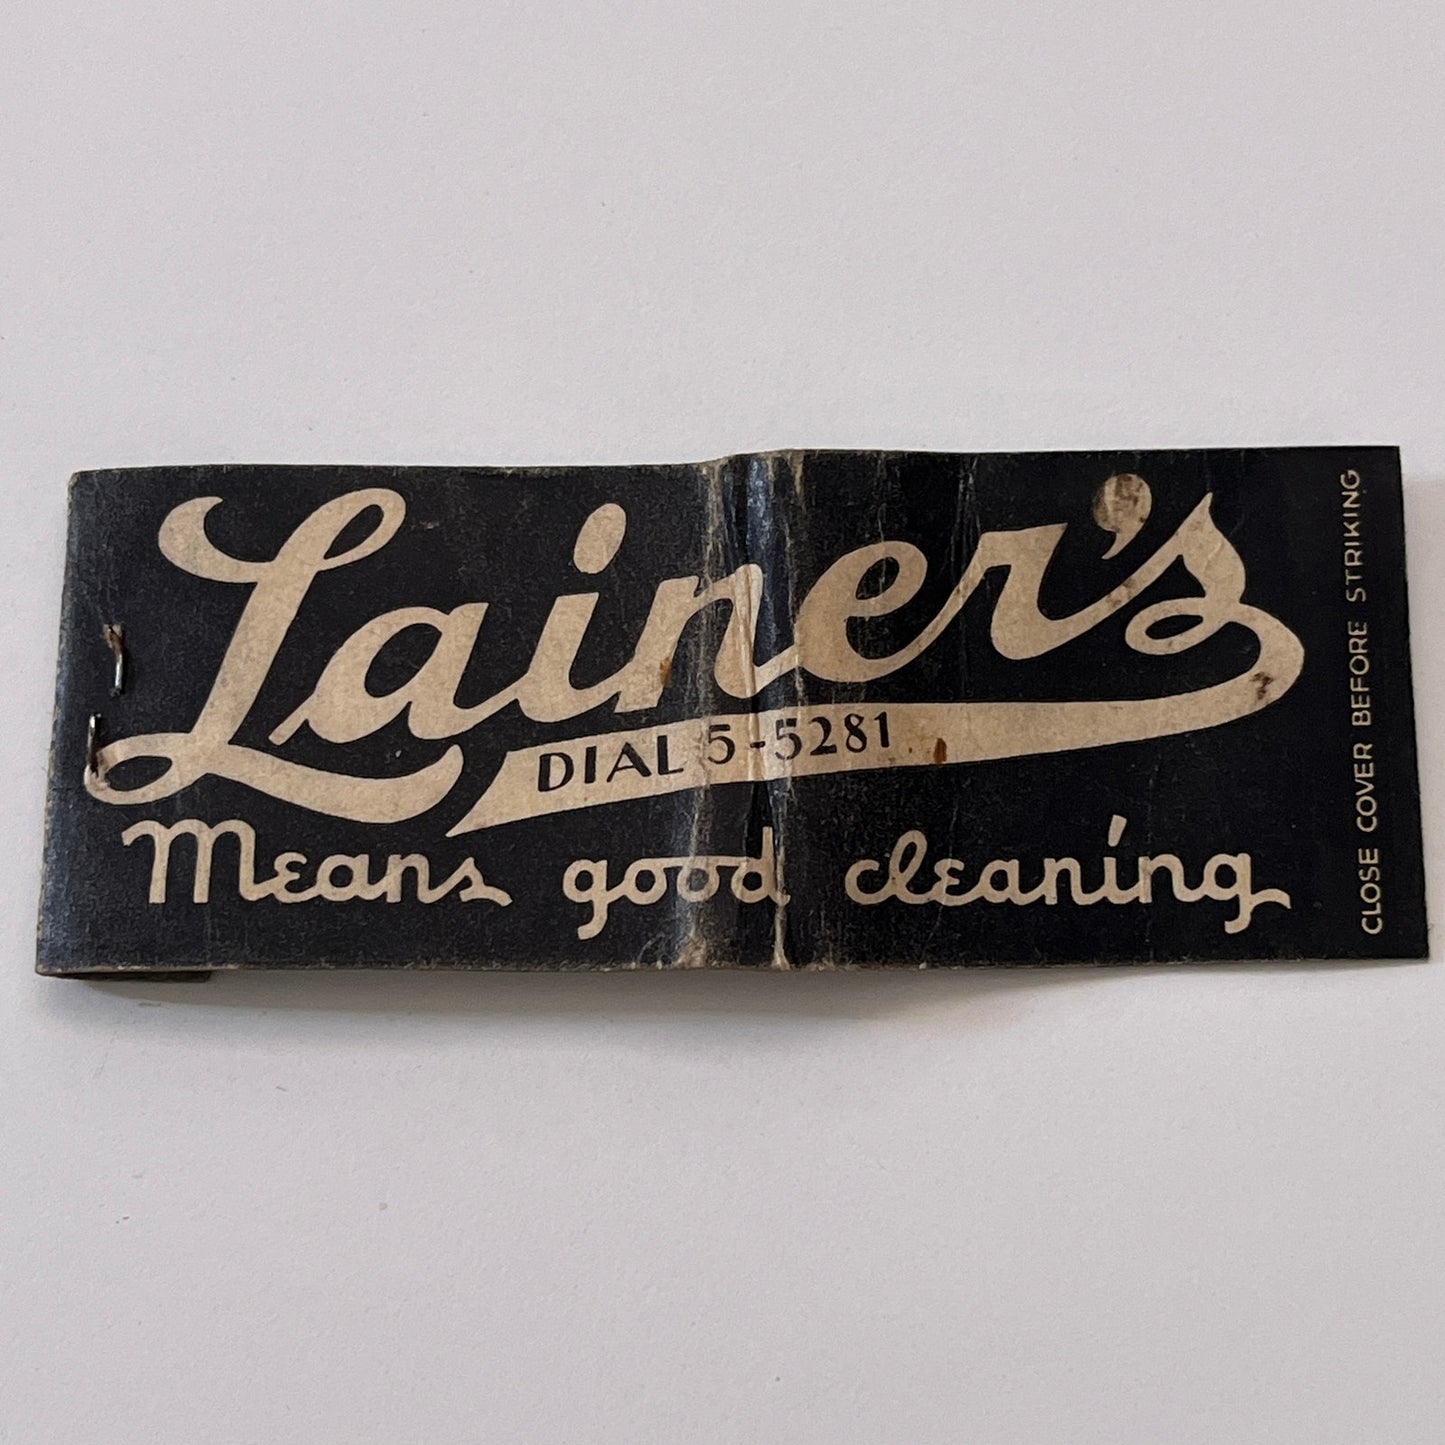 Lainer's
DIAL 5-5281
Means good cleaning
CLOSE COVER BEFORE STRIKING